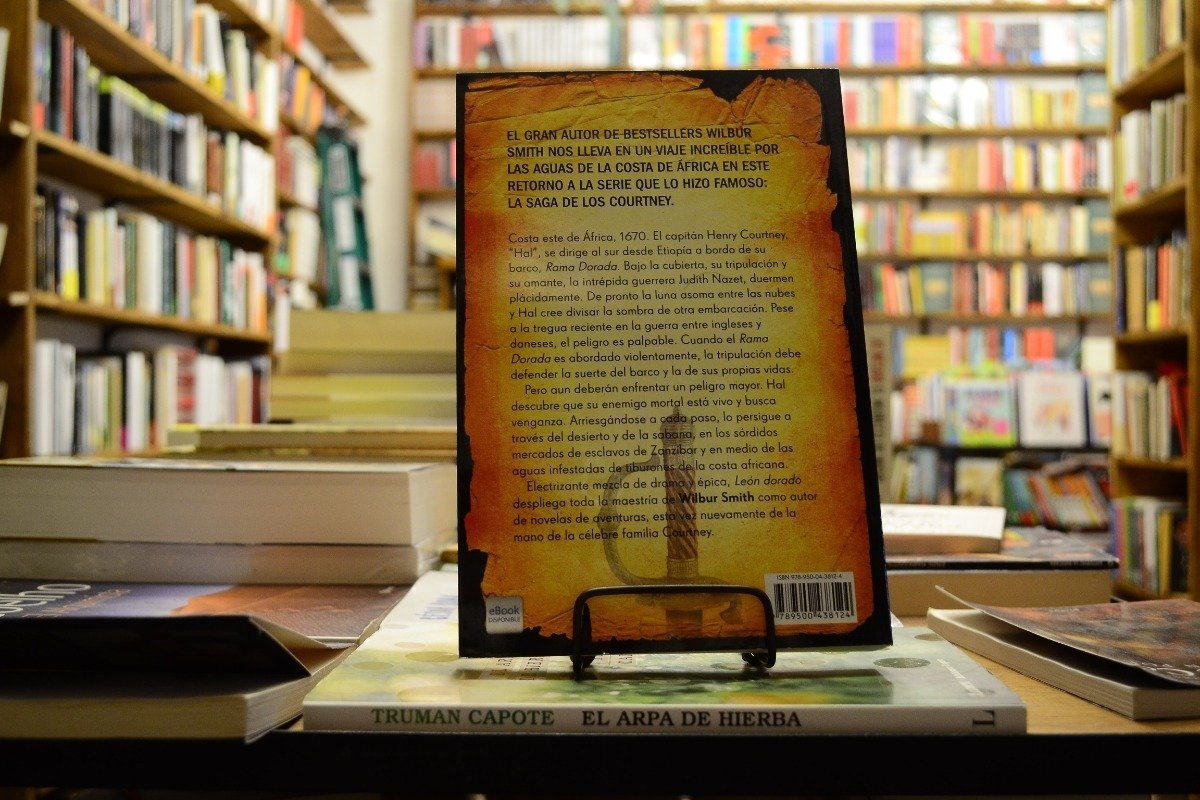 EL GRAN AUTOR DE BESTSELLERS WILBUR
SMITH NOS LLEVA EN UN VIAJE INCREÍBLE POR
LAS AGUAS DE LA COSTA DE ÁFRICA EN ESTE
RETORNO A LA SERIE QUE LO HIZO FAMOSO:
LA SAGA DE LOS COURTNEY.
Costa este de África, 1670. El capitán Henry Courtney,
"Hal", se dirige al sur desde Etiopía a bordo de su
barco, Rama Dorada. Bajo la cubierta, su tripulación y
su amante, la intrépida guerrera Judith Nazet, duermen
plácidamente. De pronto la luna asoma entre las nubes
y Hal cree divisar la sombra de otra embarcación. Pese
a la tregua reciente en la guerra entre ingleses y
daneses, el peligro es palpable. Cuando el Rama
Dorada es abordado violentamente, la tripulación debe
defender la suerte del barco y la de sus propias vidas.
Pero aun deberán enfrentar un peligro mayor. Hal
descubre que su enemigo mortal está vivo y busca
venganza. Arriesgándose a cada paso, lo persigue a
través del desierto y de la sabana, en los sórdidos
mercados de esclavos de Zanzíbar y en medio de las
aguas infestadas de tiburones de la costa africana.
Electrizante mezcla de drama y épica, León dorado
despliega toda la maestría de Wilbur Smith como autor
de novelas de aventuras, esta vez nuevamente de la
mano de la célebre familia Courtney.
ISBN 978-950-04-3812-4
9789500438124
eBook
DISPONIBLE
TRUMAN CAPOTE EL ARPA DE HIERBA L